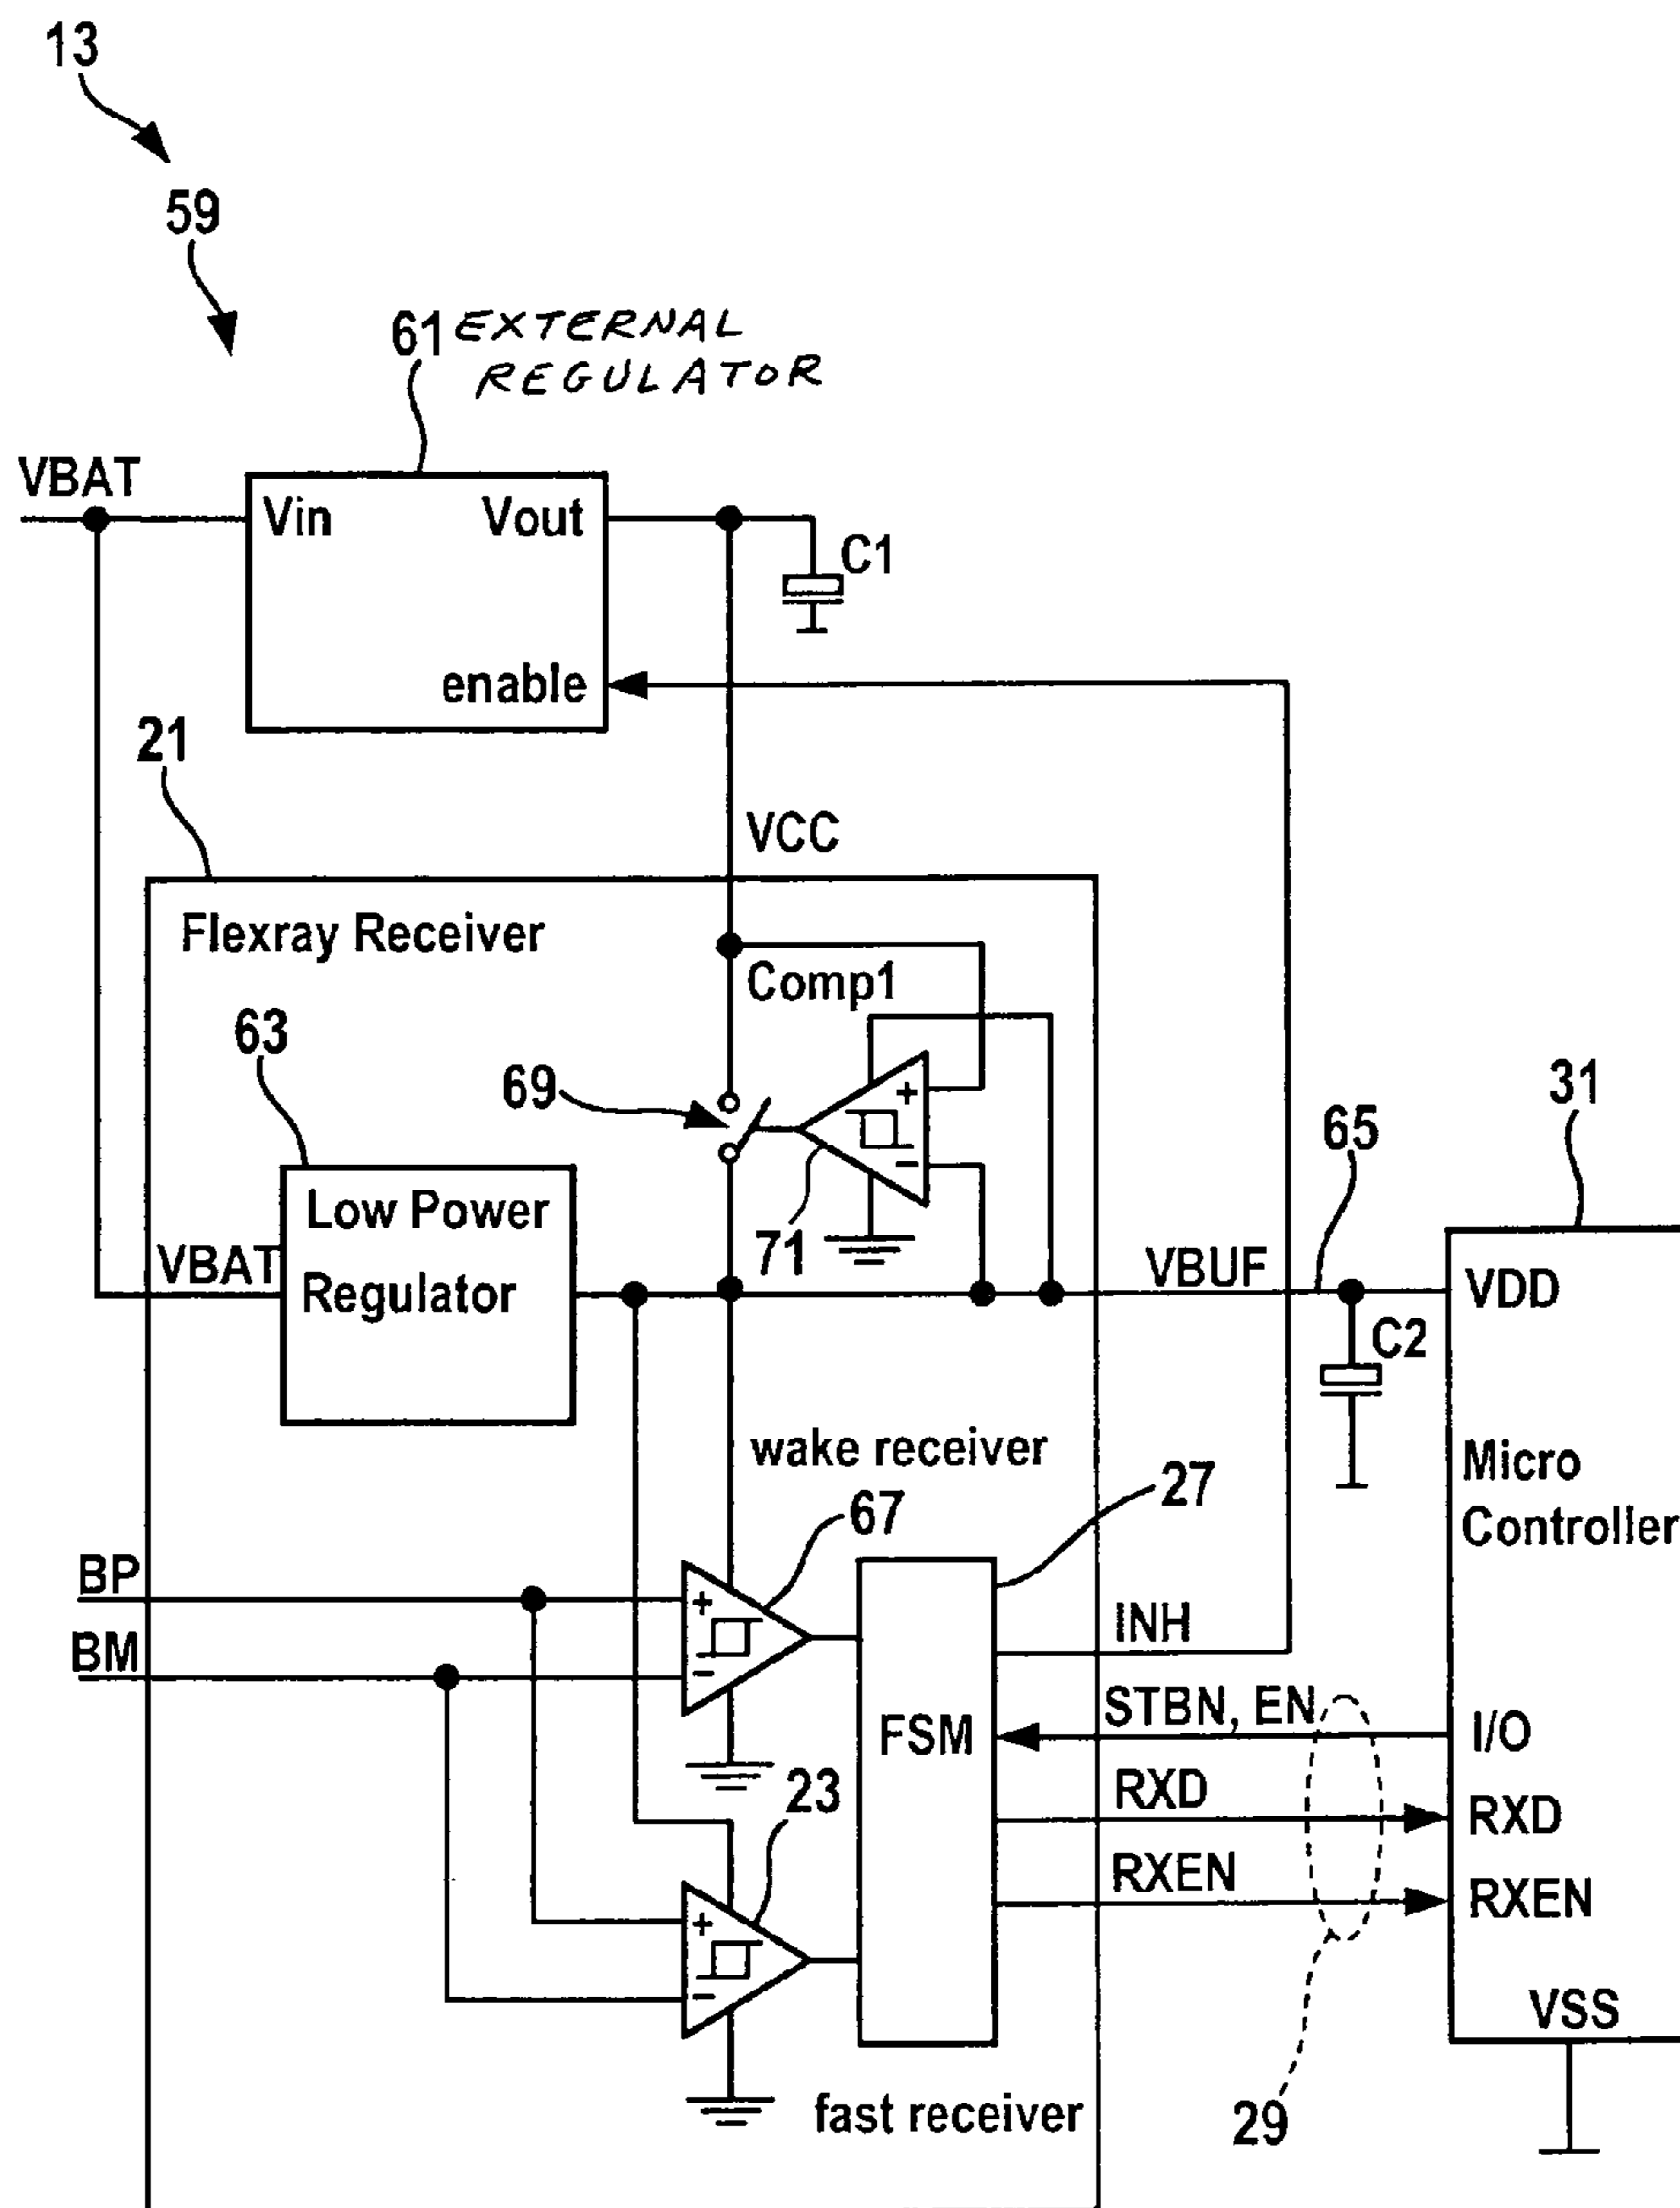 13
59
61 EXTERNAL
REGULATOR
VBAT
Vin
Vout
C1
enable
21
VCC
Flexray Receiver
Comp1
63
69
+
-
71
31
65
Low Power
Regulator
VBAT
VBUF
VDD
C2
wake receiver
67
27
Micro
Controller
BP
BM
+
-
INH
FSM
STBN, EN
I/O
23
RXD
RXD
RXEN
RXEN
+
-
VSS
fast receiver
29